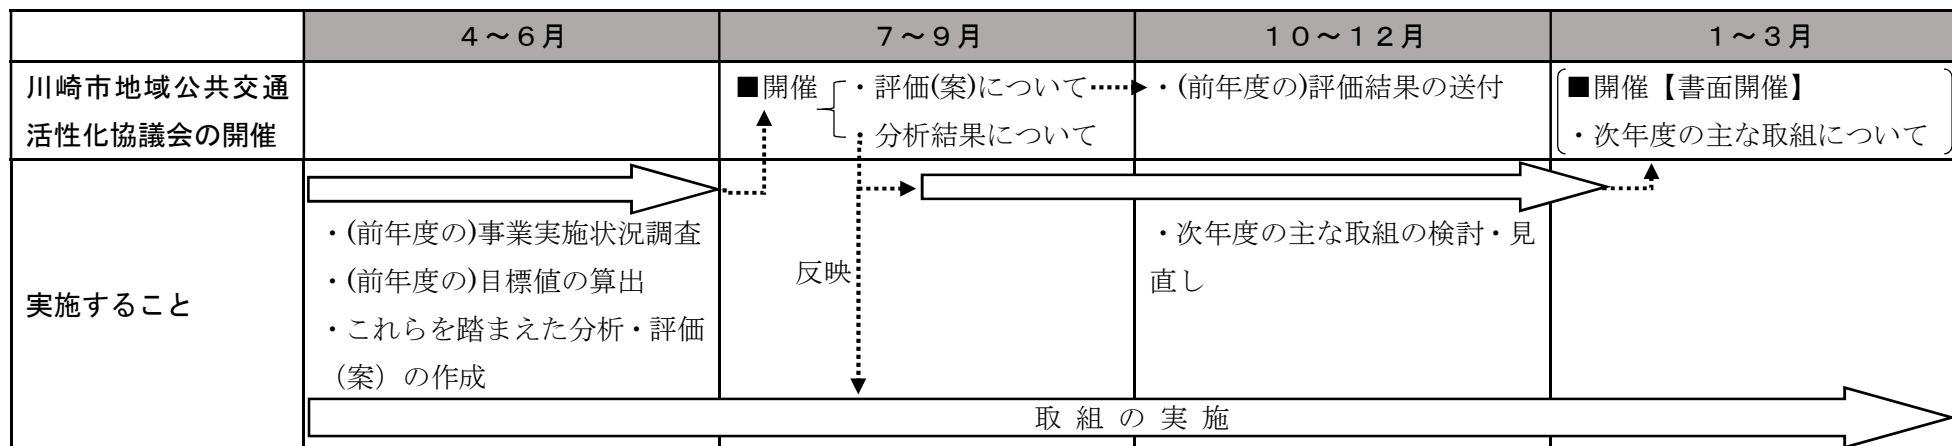 ４～６月
７～９月
１０～１２月
１～３月
川崎市地域公共交通
活性化協議会の開催
■開催
・評価(案)について
・分析結果について
・(前年度の)評価結果の送付
■開催【書面開催】
・次年度の主な取組について
実施すること
・(前年度の)事業実施状況調査
・(前年度の)目標値の算出
・これらを踏まえた分析・評価
（案）の作成
反映
・次年度の主な取組の検討・見
直し
取組の実施